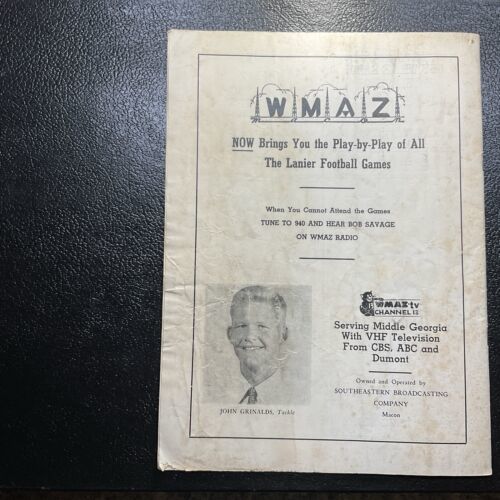 WMAZ
NOW Brings You the Play-by-Play of All
The Lanier Football Games
When You Cannot Attend the Games
TUNE TO 940 AND HEAR BOB SAVAGE
ON WMAZ RADIO
WMAZ-tv
CHANNEL 13
Serving Middle Georgia
With VHF Television
From CBS, ABC and
Dumont
Owned and Operated by
SOUTHEASTERN BROADCASTING
COMPANY
Macon
JOHN GRINALDS, Tackle